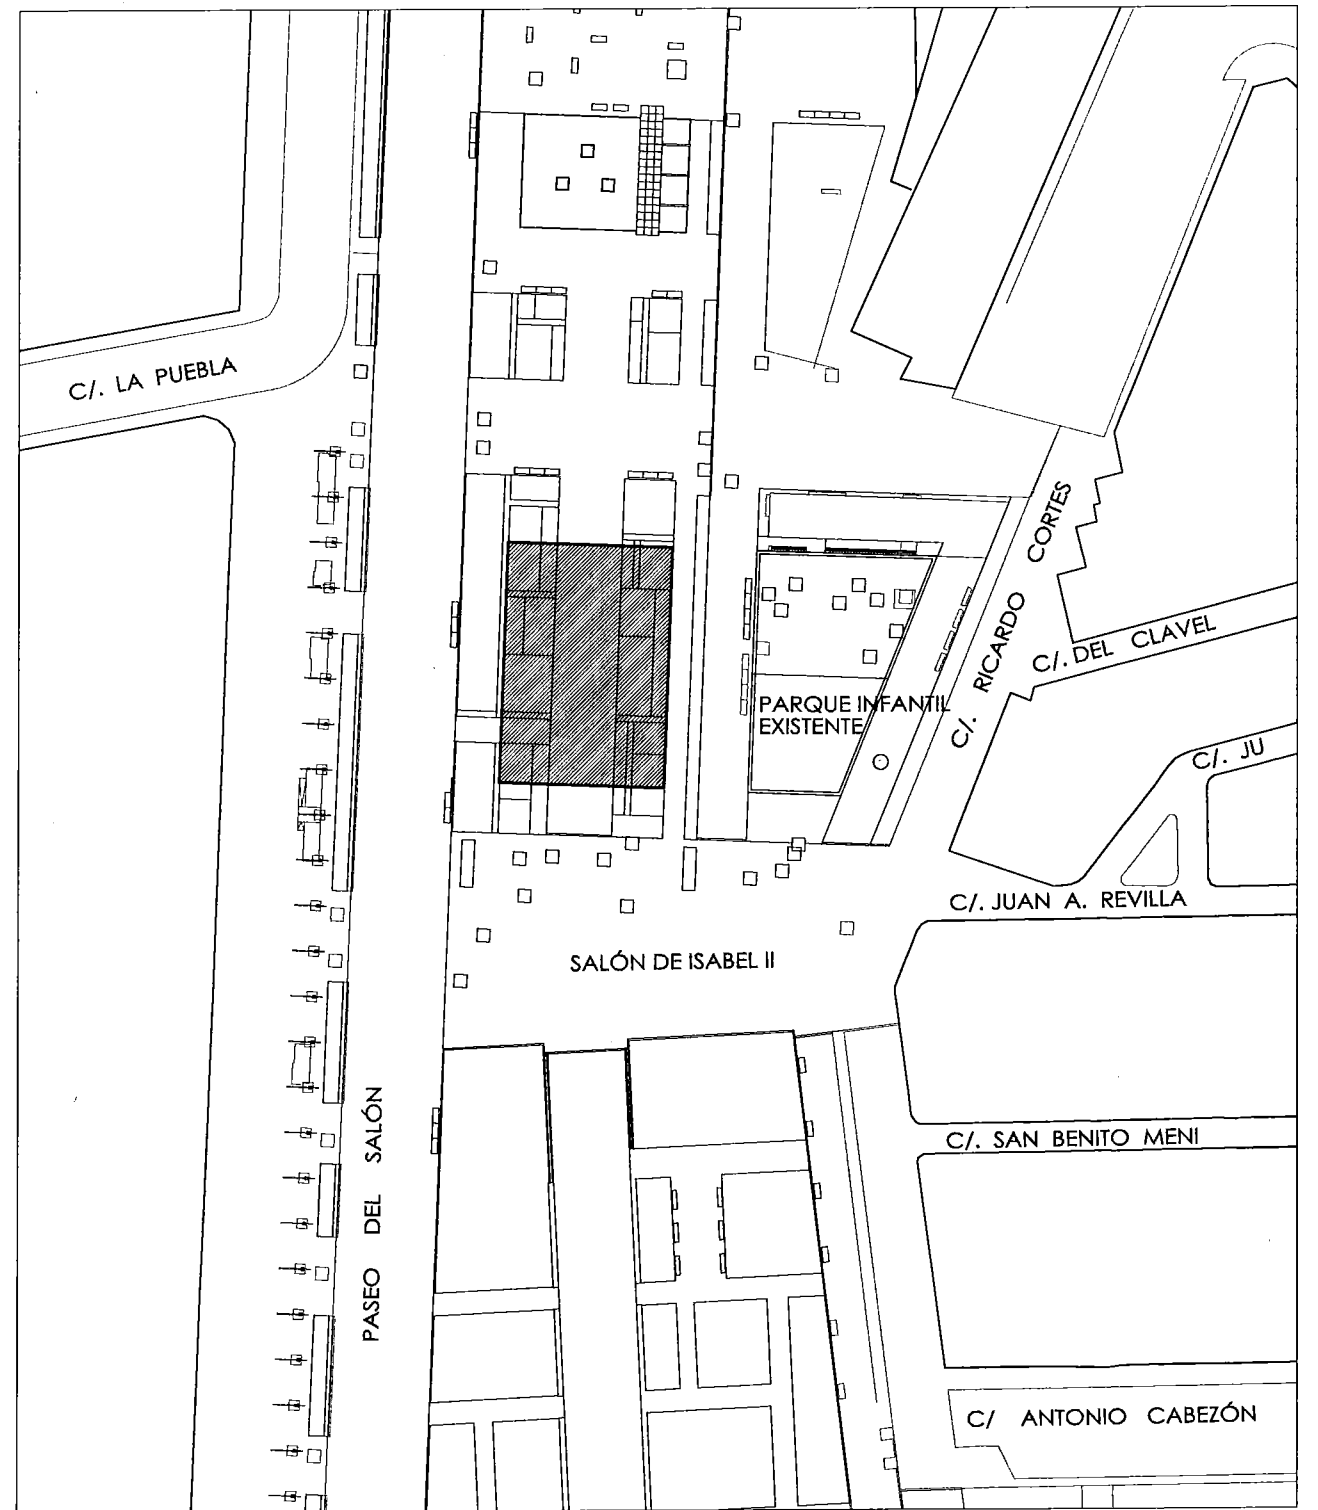 C/. LA PUEBLA
C/. RICARDO CORTES
C/. DEL CLAVEL
PARQUE INFANTIL
EXISTENTE
C/. JU
C/. JUAN A. REVILLA
SALÓN DE ISABEL II
PASEO DEL SALÓN
C/. SAN BENITO MENI
C/ ANTONIO CABEZÓN